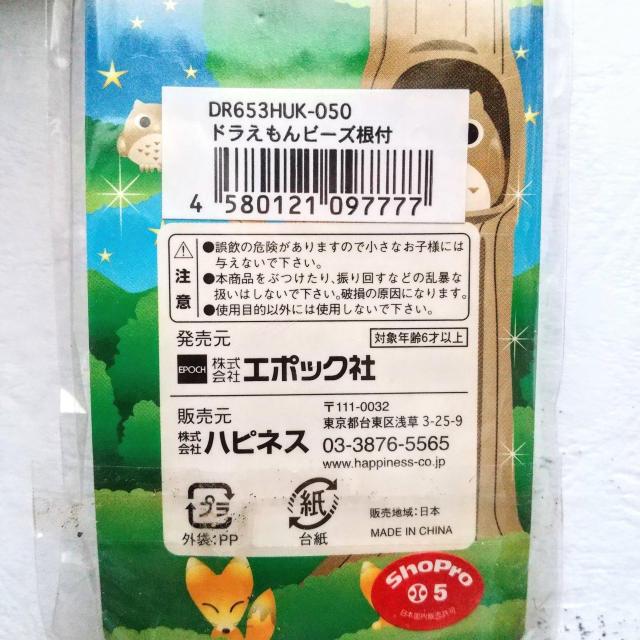 DR653HUK-050
ドラえもんビーズ根付
4 580121 097777
注意
●誤飲の危険がありますので小さなお子様には
与えないで下さい。
●本商品をぶつけたり、振り回すなどの乱暴な
扱いはしないで下さい。破損の原因になります。
●使用目的以外には使用しないで下さい。
発売元
対象年齢6才以上
EPOCH 株式会社 エポック社
販売元
〒111-0032
東京都台東区浅草 3-25-9
株式会社 ハピネス
03-3876-5565
www.happiness-co.jp
プラ
外袋:PP
紙
台紙
販売地域:日本
MADE IN CHINA
ShoPro
5
日本国内販売許可